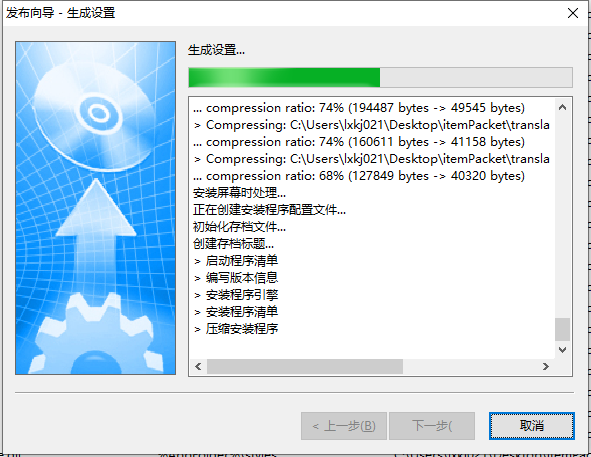 发布向导 - 生成设置
生成设置...
... compression ratio: 74% (194487 bytes -> 49545 bytes)
> Compressing: C:\Users\lxkj021\Desktop\itemPacket\transla
... compression ratio: 74% (160611 bytes -> 41158 bytes)
> Compressing: C:\Users\lxkj021\Desktop\itemPacket\transla
... compression ratio: 68% (127849 bytes -> 40320 bytes)
安装屏幕时处理...
正在创建安装程序配置文件...
初始化存档文件...
创建存档标题...
> 启动程序清单
> 编写版本信息
> 安装程序引擎
> 安装程序清单
> 压缩安装程序
< 上一步(B) 下一步( 取消